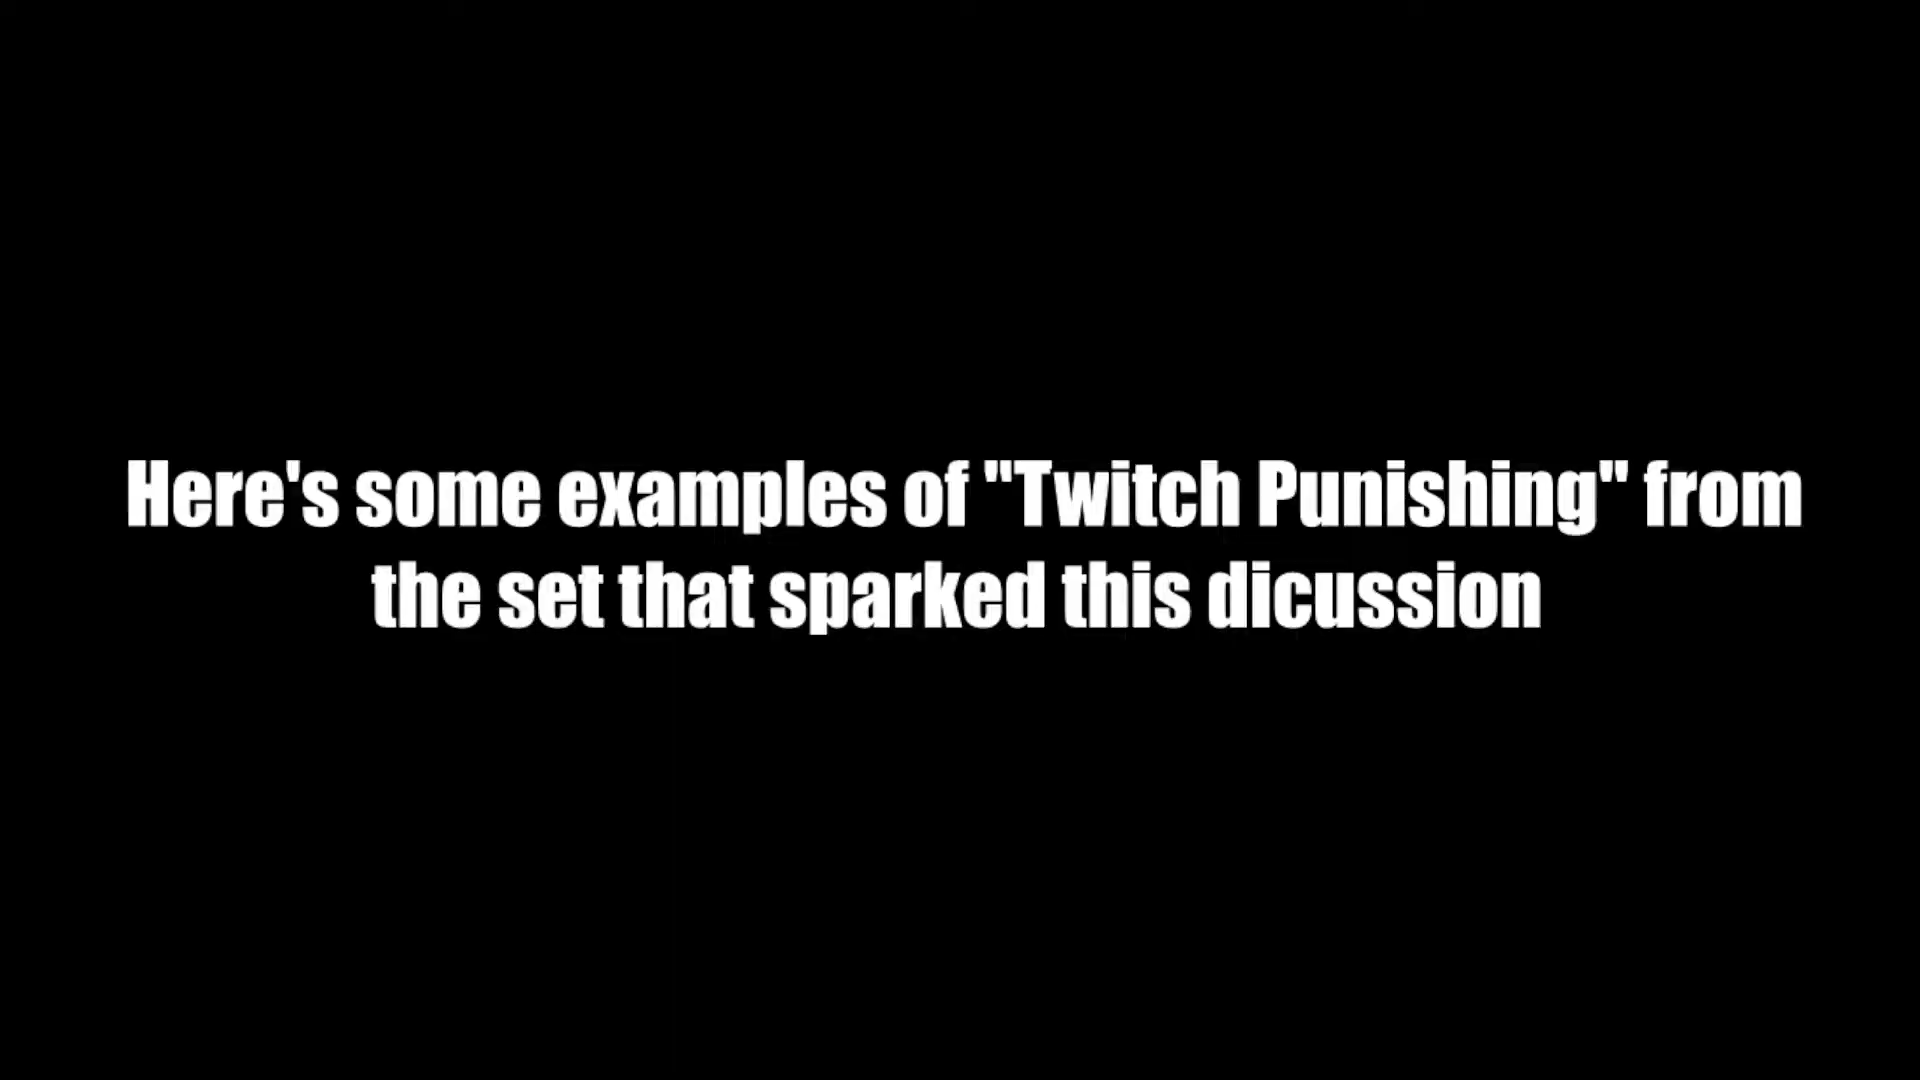 Here's some examples of "Twitch Punishing" from
the set that sparked this dicussion